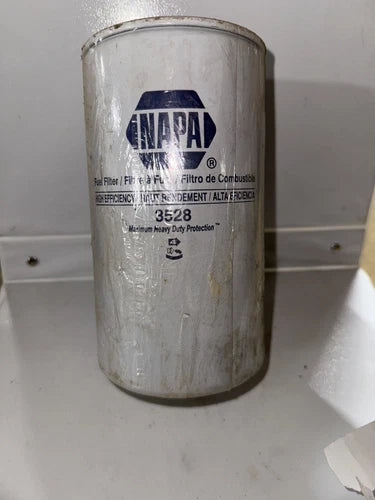 NAPA
®
Fuel Filter / Filtre à Fuel / Filtro de Combustible
HIGH EFFICIENCY / HAUT RENDEMENT / ALTA EFICIENCIA
3528
Maximum Heavy Duty Protection™